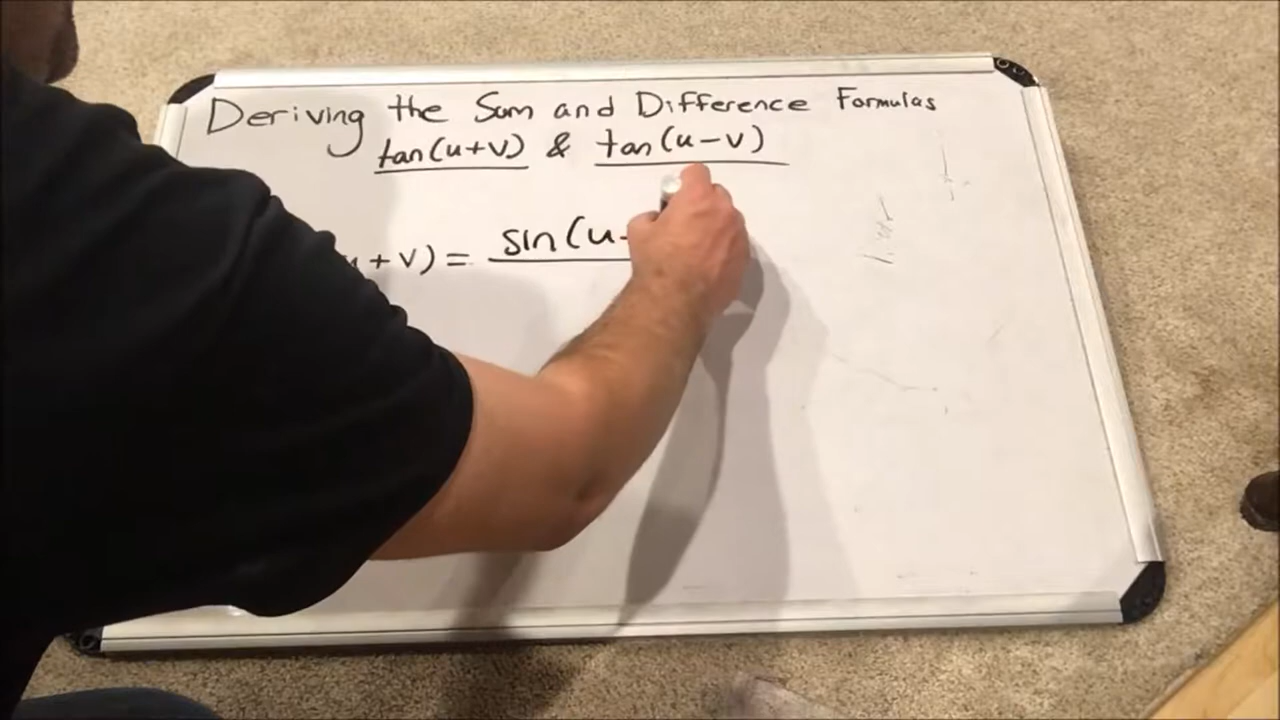 Deriving the Sum and Difference Formulas
tan(u+v) & tan(u-v)
+ v) = sin(u